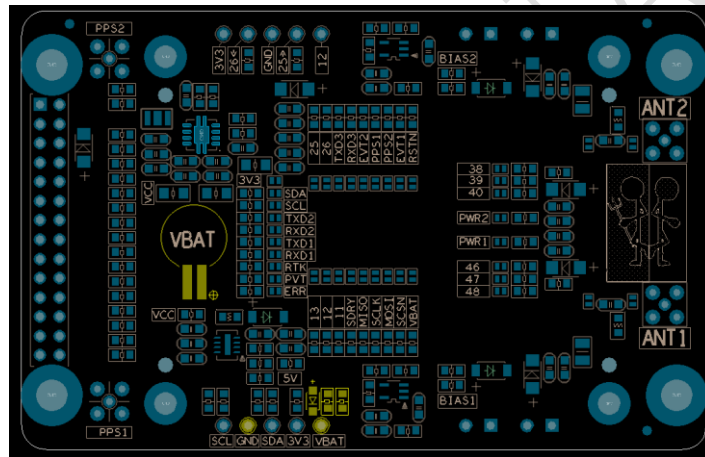 PPS2
3V3
26
GND
25
12
BIAS2
ANT2
25
26
TXD3
RXD3
EVT2
PPS1
PPS2
EVT1
RSTN
VCC
3V3
SDA
SCL
TXD2
RXD2
TXD1
RXD1
RTK
PVT
ERR
VBAT
38
39
40
PWR2
PWR1
46
47
48
VCC
13
12
11
SDRY
MISO
SCLK
MOSI
SCSN
VBAT
ANT1
5V
BIAS1
PPS1
SCL
GND
SDA
3V3
VBAT